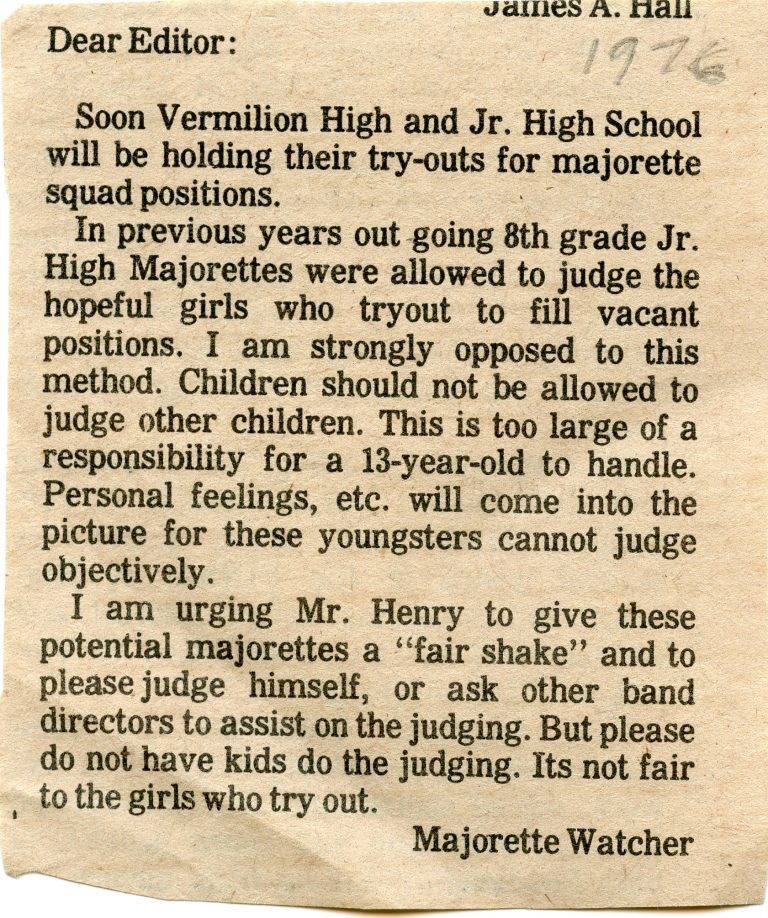 James A. Hall
Dear Editor:
1976
Soon Vermilion High and Jr. High School
will be holding their try-outs for majorette
squad positions.
In previous years out going 8th grade Jr.
High Majorettes were allowed to judge the
hopeful girls who tryout to fill vacant
positions. I am strongly opposed to this
method. Children should not be allowed to
judge other children. This is too large of a
responsibility for a 13-year-old to handle.
Personal feelings, etc. will come into the
picture for these youngsters cannot judge
objectively.
I am urging Mr. Henry to give these
potential majorettes a “fair shake” and to
please judge himself, or ask other band
directors to assist on the judging. But please
do not have kids do the judging. Its not fair
to the girls who try out.
Majorette Watcher